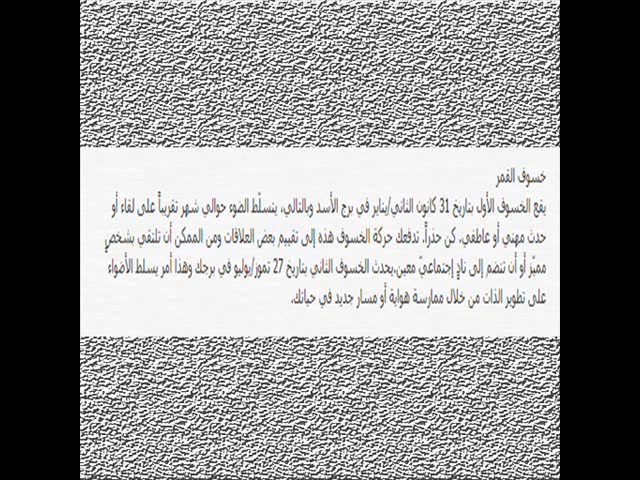 خسوف القمر
يقع الخسوف الأول بتاريخ 31 كانون الثاني/يناير في برج الأسد وبالتالي، يتسلّط الضوء حوالي شهر تقريباً على لقاء أو
حدث مهني أو عاطفي. كن حذراً. تدفعك حركة الخسوف هذه إلى تقييم بعض العلاقات ومن الممكن أن تلتقي بشخصٍ
مميّز أو أن تنضم إلى نادٍ إجتماعيّ معين.يحدث الخسوف الثاني بتاريخ 27 تموز/يوليو في برجك وهذا أمر يسلط الأضواء
على تطوير الذات من خلال ممارسة هواية أو مسار جديد في حياتك.